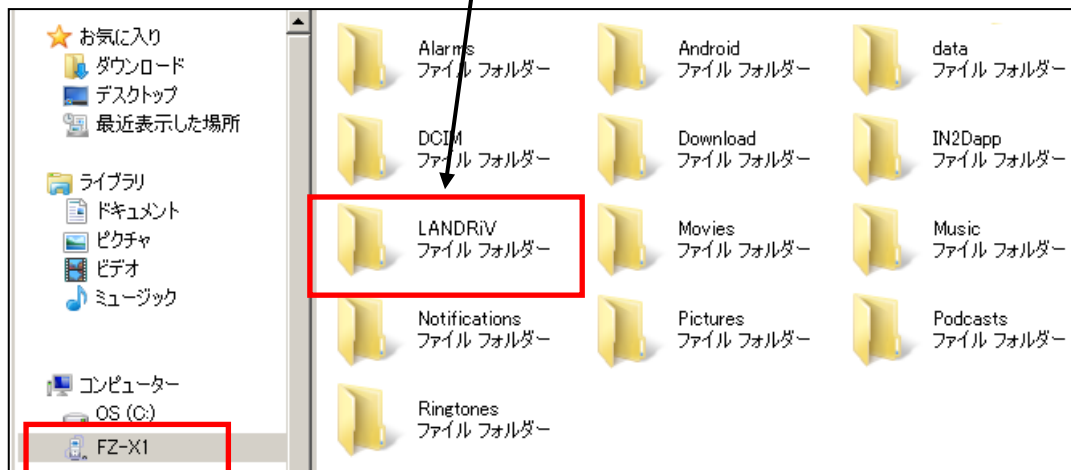 お気に入り
ダウンロード
デスクトップ
最近表示した場所
ライブラリ
ドキュメント
ピクチャ
ビデオ
ミュージック
コンピューター
OS (C:)
FZ-X1
Alarms
ファイル フォルダー
Android
ファイル フォルダー
data
ファイル フォルダー
DCIM
ファイル フォルダー
Download
ファイル フォルダー
IN2Dapp
ファイル フォルダー
LANDRiV
ファイル フォルダー
Movies
ファイル フォルダー
Music
ファイル フォルダー
Notifications
ファイル フォルダー
Pictures
ファイル フォルダー
Podcasts
ファイル フォルダー
Ringtones
ファイル フォルダー